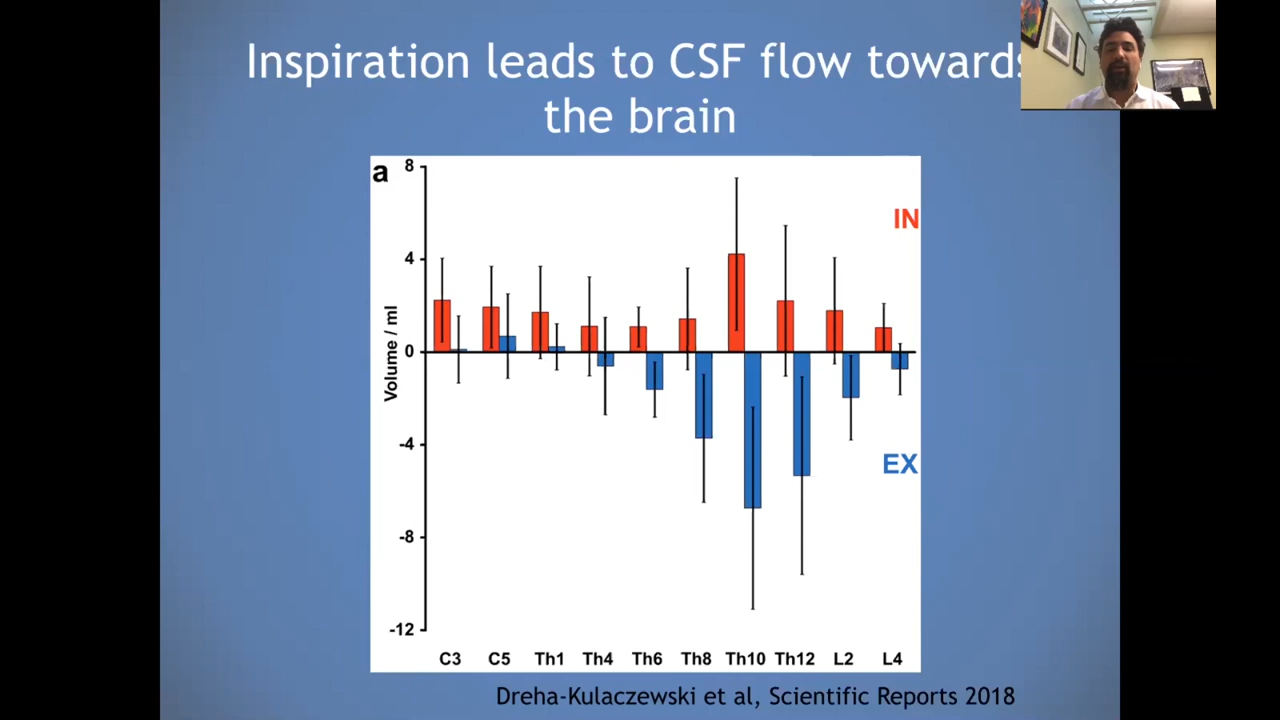 Inspiration leads to CSF flow towards
the brain
a
8
IN
4
Volume / ml
0
-4
EX
-8
-12
C3 C5 Th1 Th4 Th6 Th8 Th10 Th12 L2 L4
Dreha-Kulaczewski et al, Scientific Reports 2018